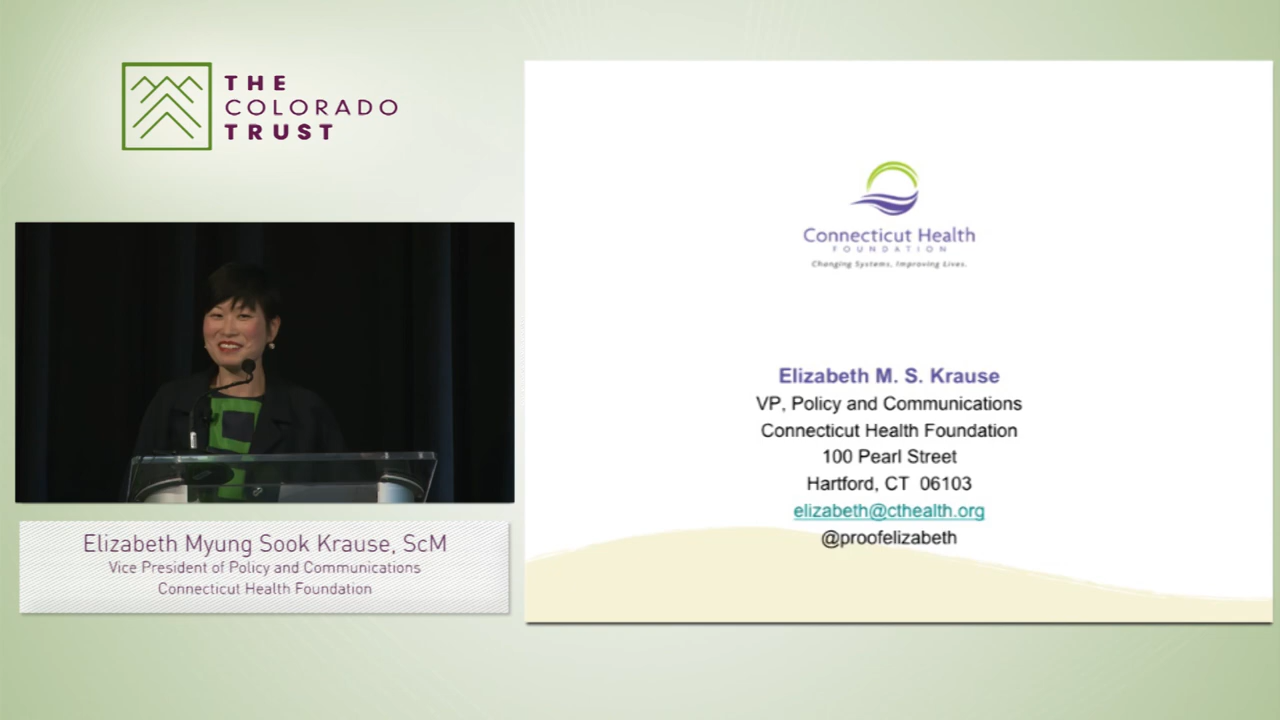 THE
COLORADO
TRUST
Connecticut Health
FOUNDATION
Changing Systems, Improving Lives.
Elizabeth M. S. Krause
VP, Policy and Communications
Connecticut Health Foundation
100 Pearl Street
Hartford, CT  06103
elizabeth@cthealth.org
@proofelizabeth
Elizabeth Myung Sook Krause, ScM
Vice President of Policy and Communications
Connecticut Health Foundation